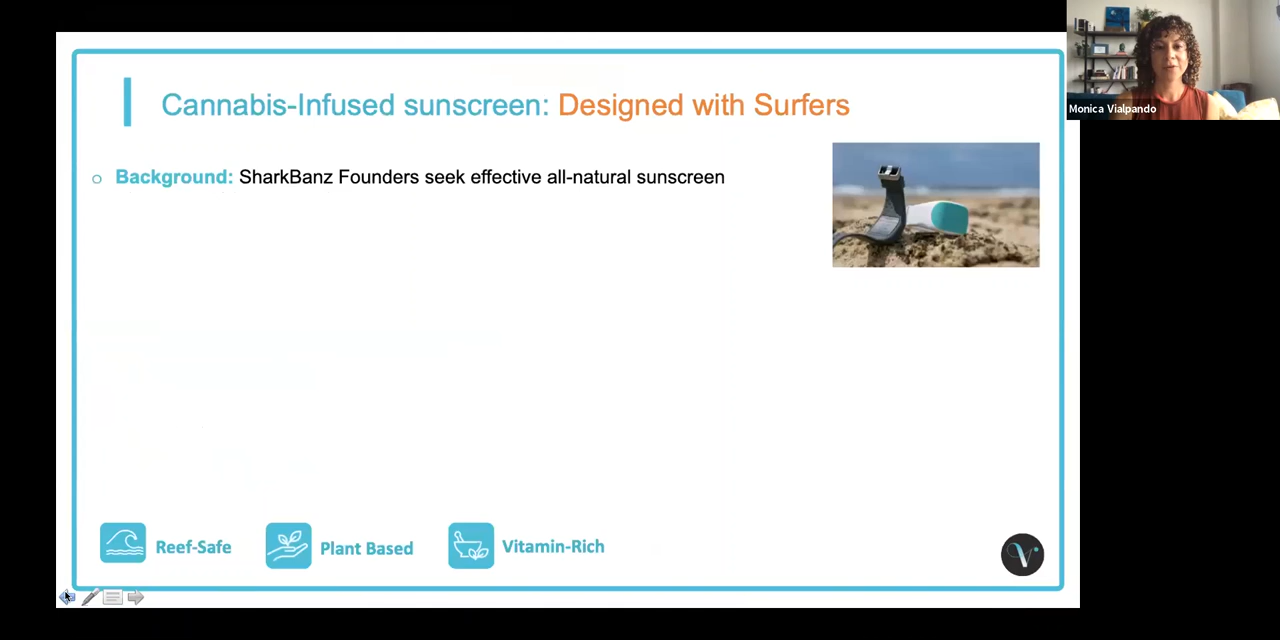 Cannabis-Infused sunscreen: Designed with Surfers
Monica Vialpando
Background: SharkBanz Founders seek effective all-natural sunscreen
Reef-Safe
Plant Based
Vitamin-Rich
V